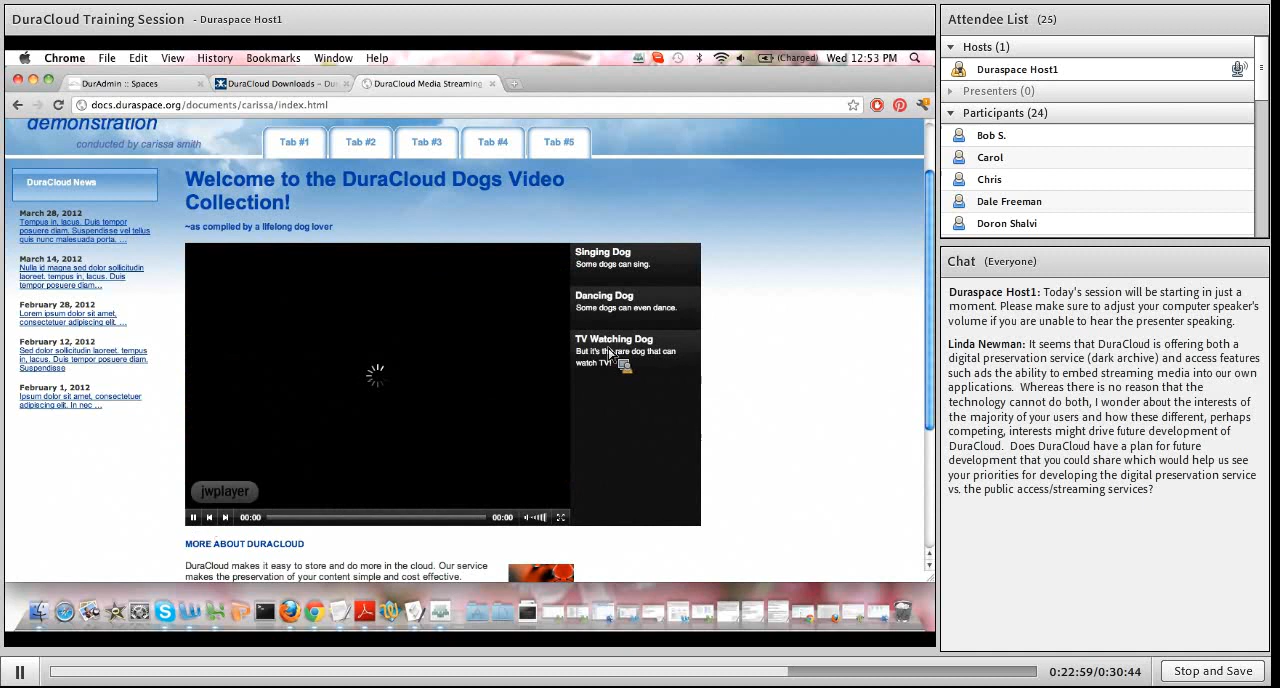 DuraCloud Training Session - Duraspace Host1
Chrome File Edit View History Bookmarks Window Help
(Charged) Wed 12:53 PM
DurAdmin :: Spaces
DuraCloud Downloads – Du
DuraCloud Media Streaming
docs.duraspace.org/documents/carissa/index.html
demonstration
conducted by carissa smith
Tab #1
Tab #2
Tab #3
Tab #4
Tab #5
DuraCloud News
March 28, 2012
Tempus in, lacus. Duis tempor
posuere diam. Suspendisse vel tellus
quis nunc malesuada porta. ...
March 14, 2012
Nulla id magna sed dolor sollicitudin
laoreet. tempus in, lacus. Duis
tempor posuere diam...
February 28, 2012
Lorem ipsum dolor sit amet,
consectetuer adipiscing elit. ...
February 12, 2012
Sed dolor sollicitudin laoreet. tempus
in, lacus. Duis tempor posuere diam.
Suspendisse
February 1, 2012
Ipsum dolor sit amet, consectetuer
adipiscing elit. In nec ...
Welcome to the DuraCloud Dogs Video
Collection!
~as compiled by a lifelong dog lover
Singing Dog
Some dogs can sing.
Dancing Dog
Some dogs can even dance.
TV Watching Dog
But it's the rare dog that can
watch TV!
jwplayer
00:00
00:00
MORE ABOUT DURACLOUD
DuraCloud makes it easy to store and do more in the cloud. Our service
makes the preservation of your content simple and cost effective.
Attendee List (25)
Hosts (1)
Duraspace Host1
Presenters (0)
Participants (24)
Bob S.
Carol
Chris
Dale Freeman
Doron Shalvi
Chat (Everyone)
Duraspace Host1: Today's session will be starting in just a
moment. Please make sure to adjust your computer speaker's
volume if you are unable to hear the presenter speaking.
Linda Newman: It seems that DuraCloud is offering both a
digital preservation service (dark archive) and access features
such ads the ability to embed streaming media into our own
applications. Whereas there is no reason that the
technology cannot do both, I wonder about the interests of
the majority of your users and how these different, perhaps
competing, interests might drive future development of
DuraCloud. Does DuraCloud have a plan for future
development that you could share which would help us see
your priorities for developing the digital preservation service
vs. the public access/streaming services?
0:22:59/0:30:44
Stop and Save